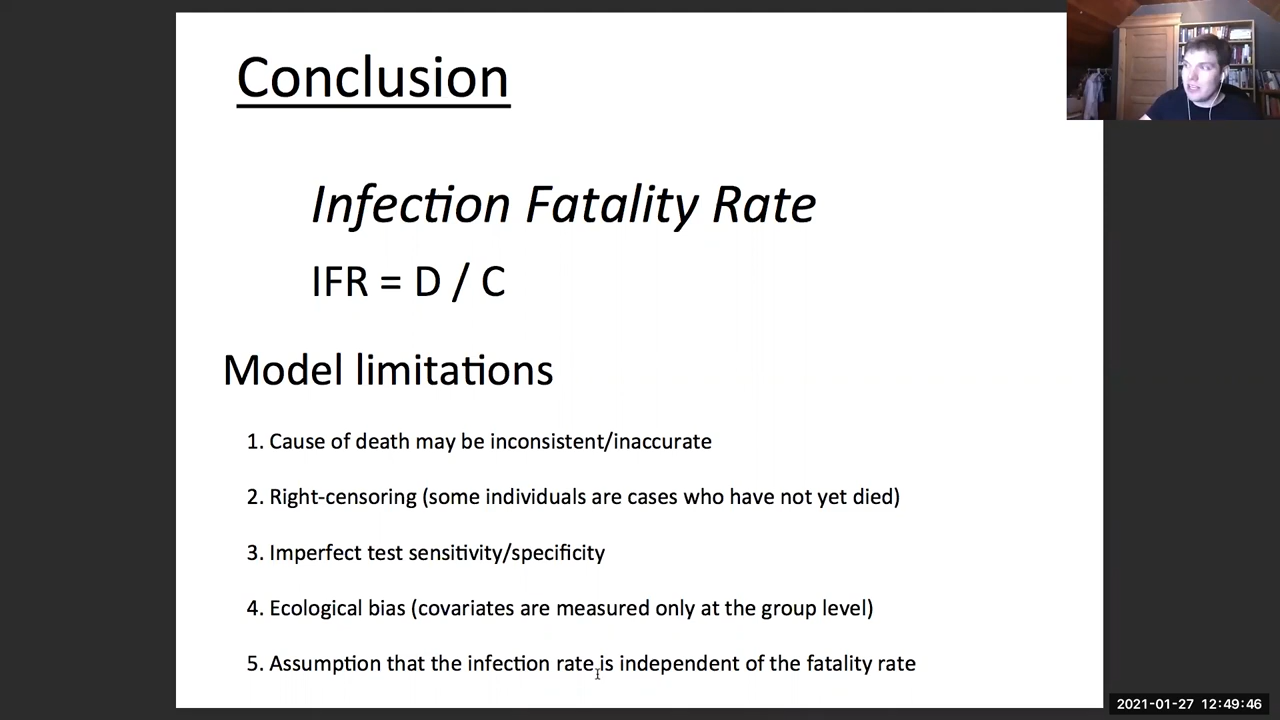 Conclusion
Infection Fatality Rate
IFR = D / C
Model limitations
1. Cause of death may be inconsistent/inaccurate
2. Right-censoring (some individuals are cases who have not yet died)
3. Imperfect test sensitivity/specificity
4. Ecological bias (covariates are measured only at the group level)
5. Assumption that the infection rate is independent of the fatality rate
2021-01-27 12:49:46